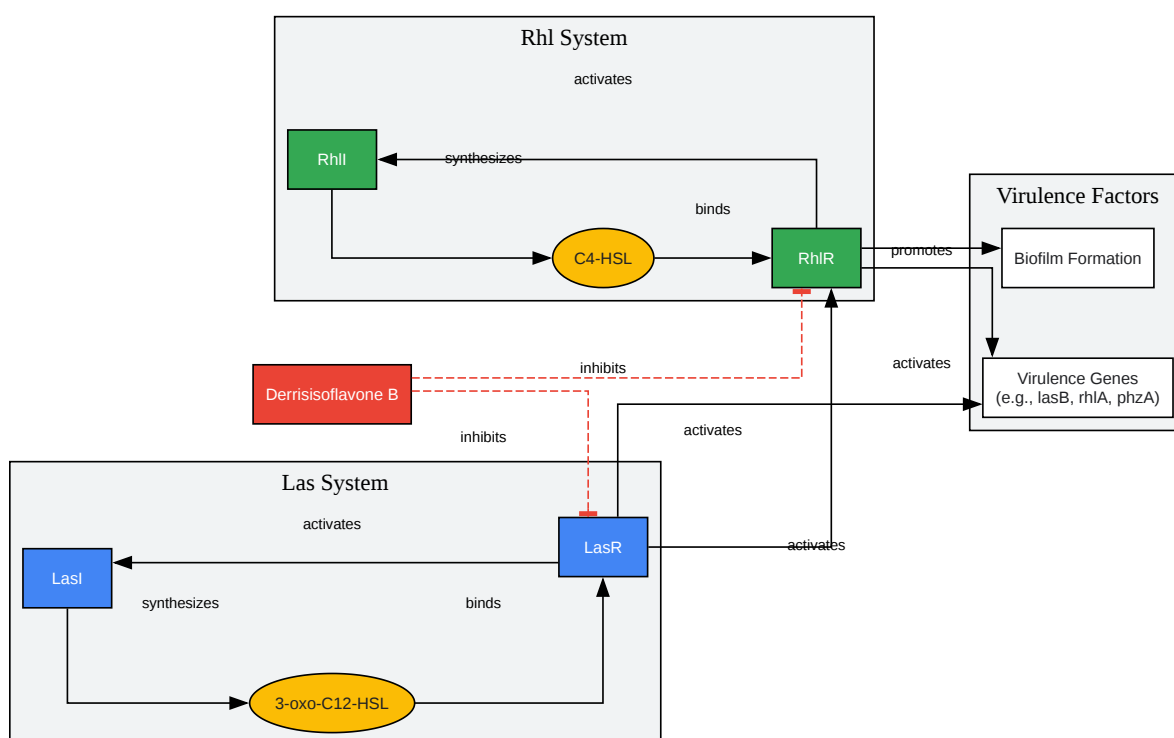 Rhl System
activates
RhlI
synthesizes
binds
C4-HSL
RhlR
Virulence Factors
promotes
Biofilm Formation
activates
Virulence Genes
(e.g., lasB, rhlA, phzA)
inhibits
Derrisisoflavone B
inhibits
activates
Las System
activates
LasR
activates
LasI
synthesizes
binds
3-oxo-C12-HSL